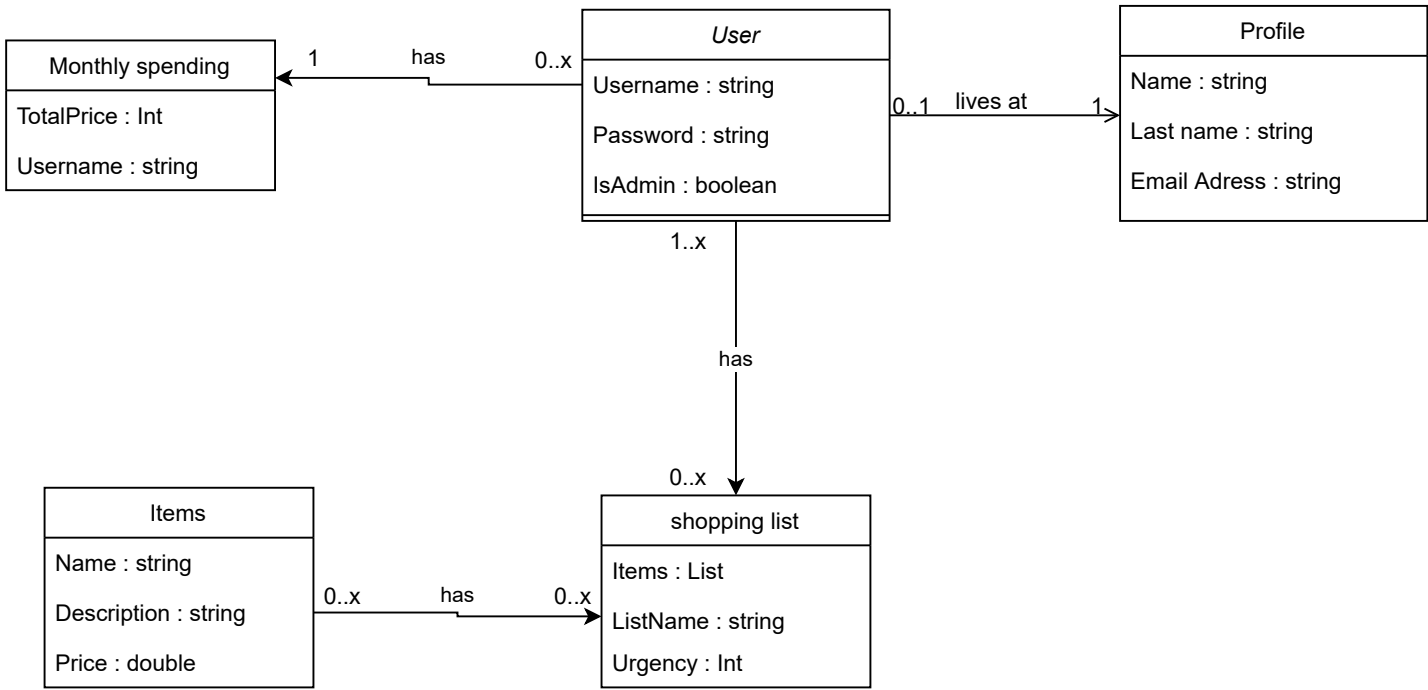 Monthly spending
TotalPrice : Int
Username : string
1
has
0..x
User
Username : string
Password : string
IsAdmin : boolean
0..1
lives at
1
Profile
Name : string
Last name : string
Email Adress : string
1..x
has
0..x
Items
Name : string
Description : string
Price : double
0..x
has
0..x
shopping list
Items : List
ListName : string
Urgency : Int